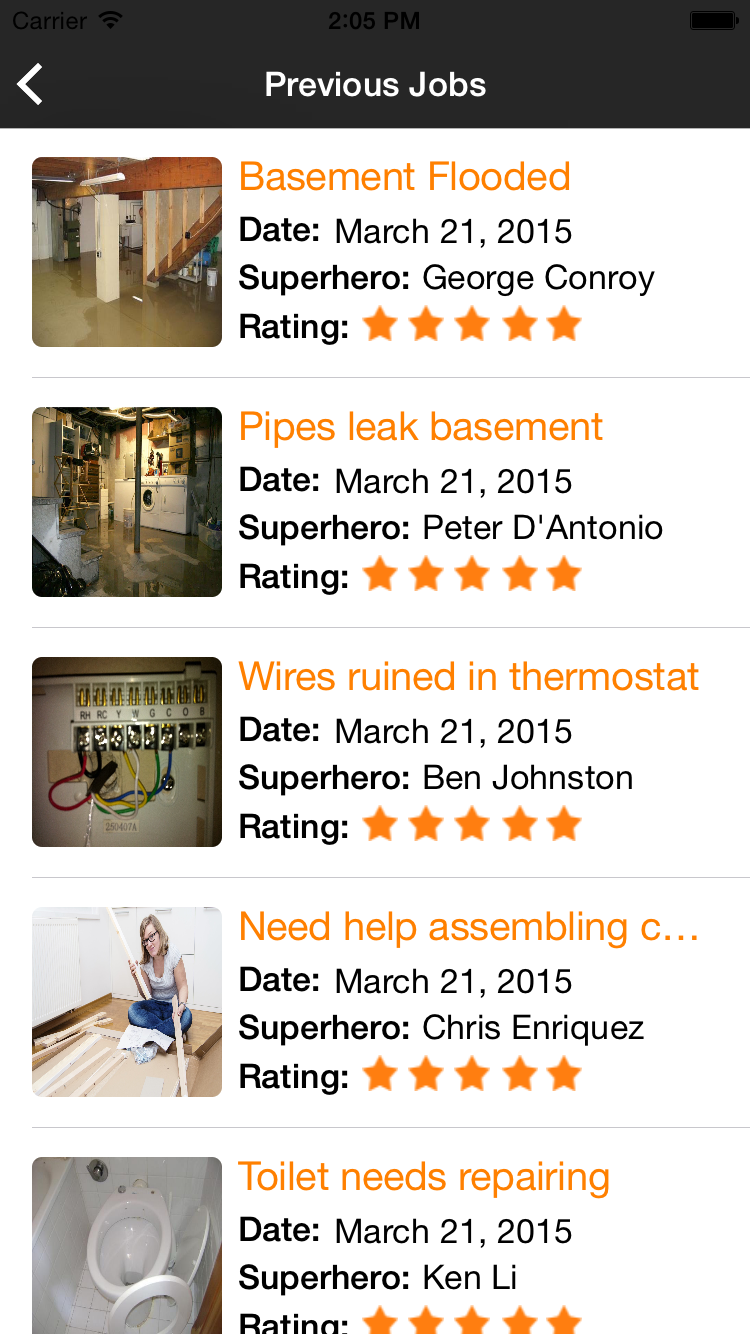 Carrier
2:05 PM
Previous Jobs
Basement Flooded
Date: March 21, 2015
Superhero: George Conroy
Rating:
Pipes leak basement
Date: March 21, 2015
Superhero: Peter D'Antonio
Rating:
Wires ruined in thermostat
RH RC Y W G C O B
250407A
Date: March 21, 2015
Superhero: Ben Johnston
Rating:
Need help assembling c...
Date: March 21, 2015
Superhero: Chris Enriquez
Rating:
Toilet needs repairing
Date: March 21, 2015
Superhero: Ken Li
Rating: